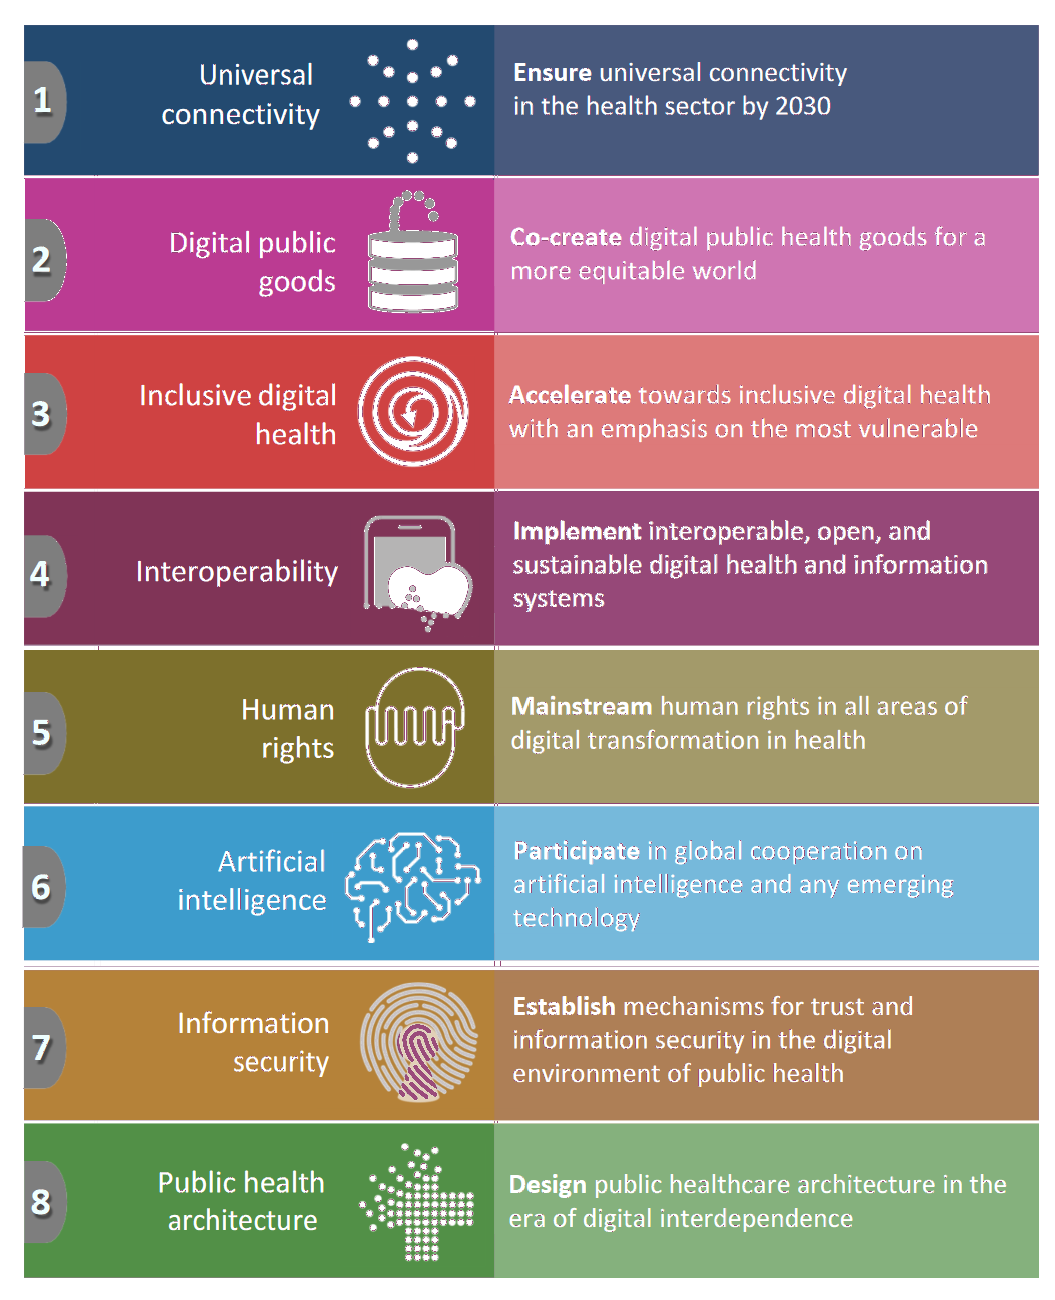 1
Universal
connectivity
Ensure universal connectivity
in the health sector by 2030
2
Digital public
goods
Co-create digital public health goods for a
more equitable world
3
Inclusive digital
health
Accelerate towards inclusive digital health
with an emphasis on the most vulnerable
4
Interoperability
Implement interoperable, open, and
sustainable digital health and information
systems
5
Human
rights
Mainstream human rights in all areas of
digital transformation in health
6
Artificial
intelligence
Participate in global cooperation on
artificial intelligence and any emerging
technology
7
Information
security
Establish mechanisms for trust and
information security in the digital
environment of public health
8
Public health
architecture
Design public healthcare architecture in the
era of digital interdependence